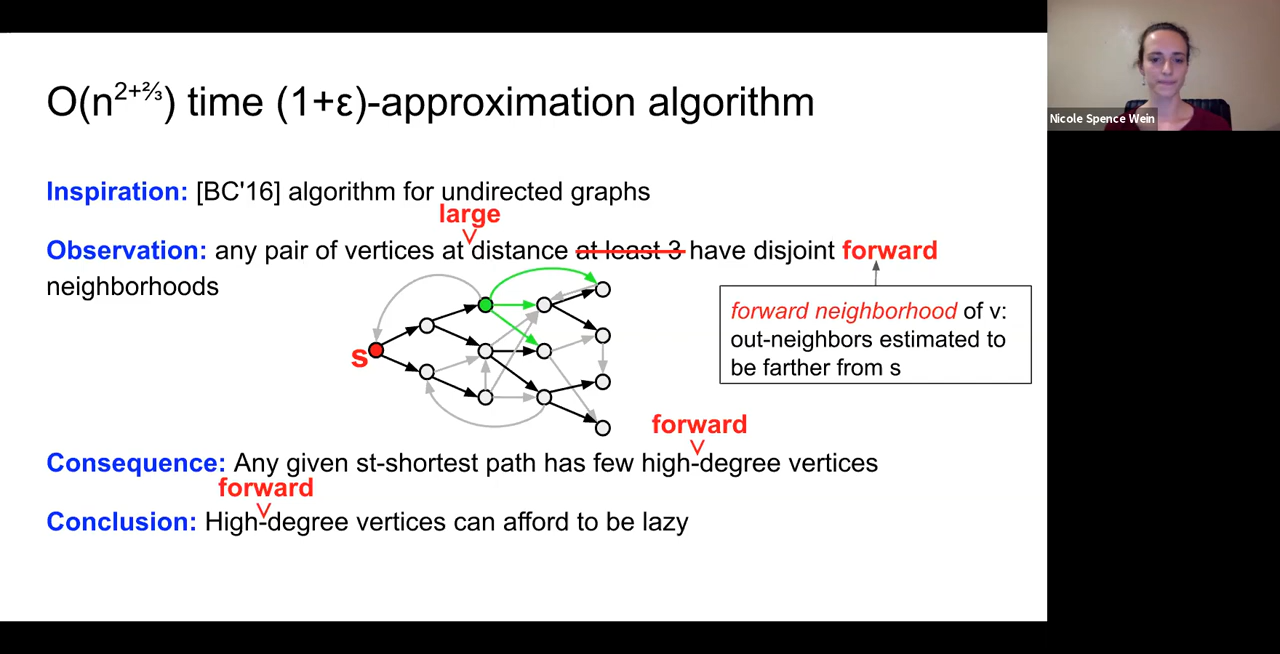 O(n^2+⅔) time (1+ε)-approximation algorithm
Nicole Spence Wein
Inspiration: [BC'16] algorithm for undirected graphs
large
Observation: any pair of vertices at distance at least 3 have disjoint forward
neighborhoods
forward neighborhood of v:
out-neighbors estimated to
be farther from s
s
forward
Consequence: Any given st-shortest path has few high-degree vertices
forward
Conclusion: High-degree vertices can afford to be lazy